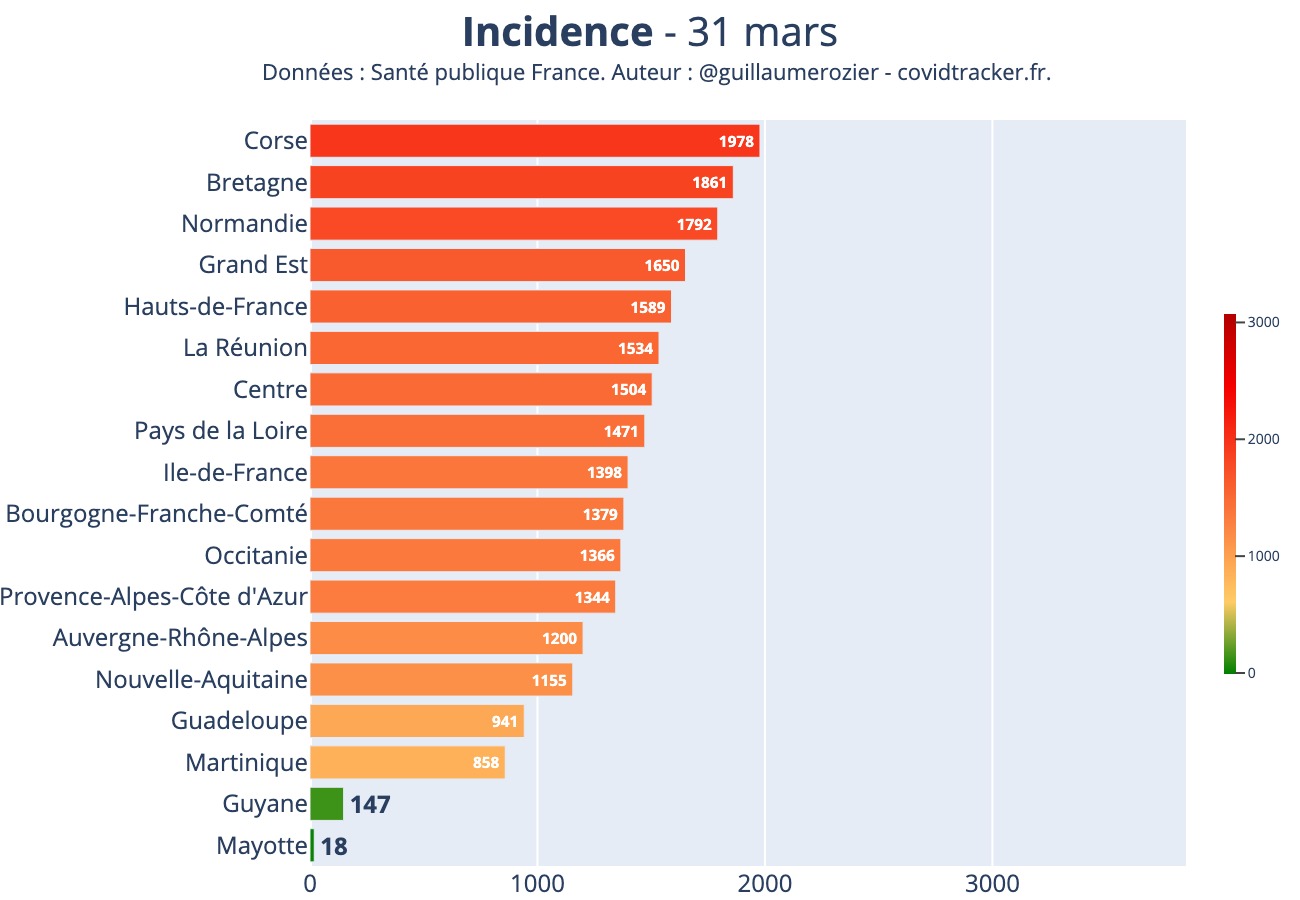 Incidence - 31 mars
Données : Santé publique France. Auteur : @guillaumerozier - covidtracker.fr.
Corse 1978
Bretagne 1861
Normandie 1792
Grand Est 1650
Hauts-de-France 1589
La Réunion 1534
Centre 1504
Pays de la Loire 1471
Ile-de-France 1398
Bourgogne-Franche-Comté 1379
Occitanie 1366
Provence-Alpes-Côte d'Azur 1344
Auvergne-Rhône-Alpes 1200
Nouvelle-Aquitaine 1155
Guadeloupe 941
Martinique 858
Guyane 147
Mayotte 18
0 1000 2000 3000
3000
2000
1000
0